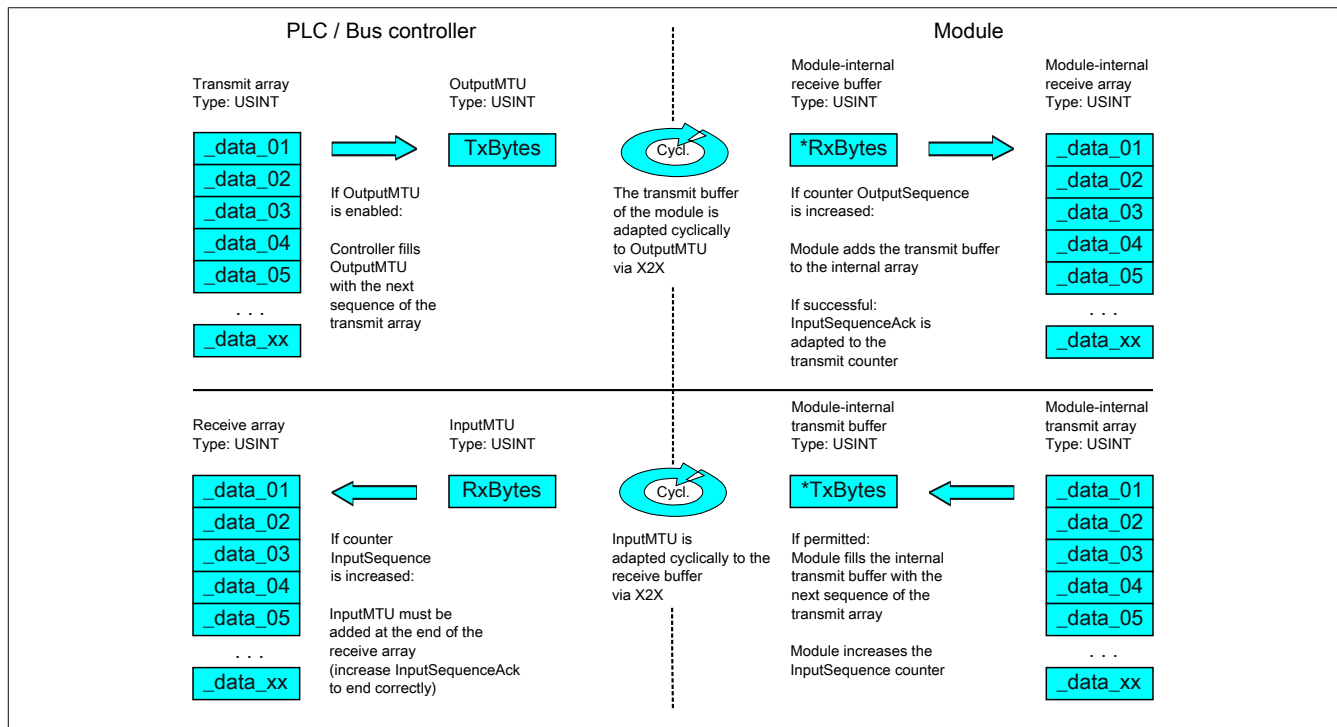 PLC / Bus controller
Module
Transmit array
Type: USINT
OutputMTU
Type: USINT
Module-internal
receive buffer
Type: USINT
Module-internal
receive array
Type: USINT
_data_01
_data_02
_data_03
_data_04
_data_05
. . .
_data_xx
If OutputMTU
is enabled:
Controller fills
OutputMTU
with the next
sequence of the
transmit array
TxBytes
Cycl.
The transmit buffer
of the module is
adapted cyclically
to OutputMTU
via X2X
*RxBytes
If counter OutputSequence
is increased:
Module adds the transmit buffer
to the internal array
If successful:
InputSequenceAck is
adapted to the
transmit counter
_data_01
_data_02
_data_03
_data_04
_data_05
. . .
_data_xx
Receive array
Type: USINT
InputMTU
Type: USINT
Module-internal
transmit buffer
Type: USINT
Module-internal
transmit array
Type: USINT
_data_01
_data_02
_data_03
_data_04
_data_05
. . .
_data_xx
If counter
InputSequence
is increased:
InputMTU must be
added at the end of the
receive array
(increase InputSequenceAck
to end correctly)
RxBytes
Cycl.
InputMTU is
adapted cyclically to the
receive buffer
via X2X
*TxBytes
If permitted:
Module fills the internal
transmit buffer with the
next sequence of the
transmit array
Module increases the
InputSequence counter
_data_01
_data_02
_data_03
_data_04
_data_05
. . .
_data_xx